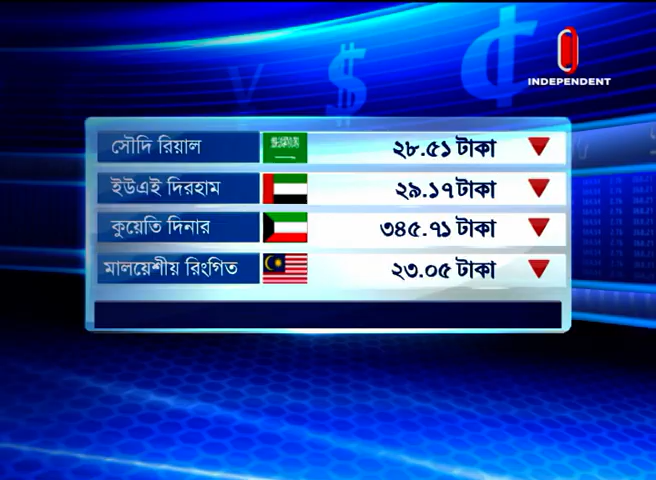 INDEPENDENT
সৌদি রিয়াল ২৮.৫১ টাকা
ইউএই দিরহাম ২৯.১৭ টাকা
কুয়েতি দিনার ৩৪৫.৭১ টাকা
মালয়েশীয় রিংগিত ২৩.০৫ টাকা